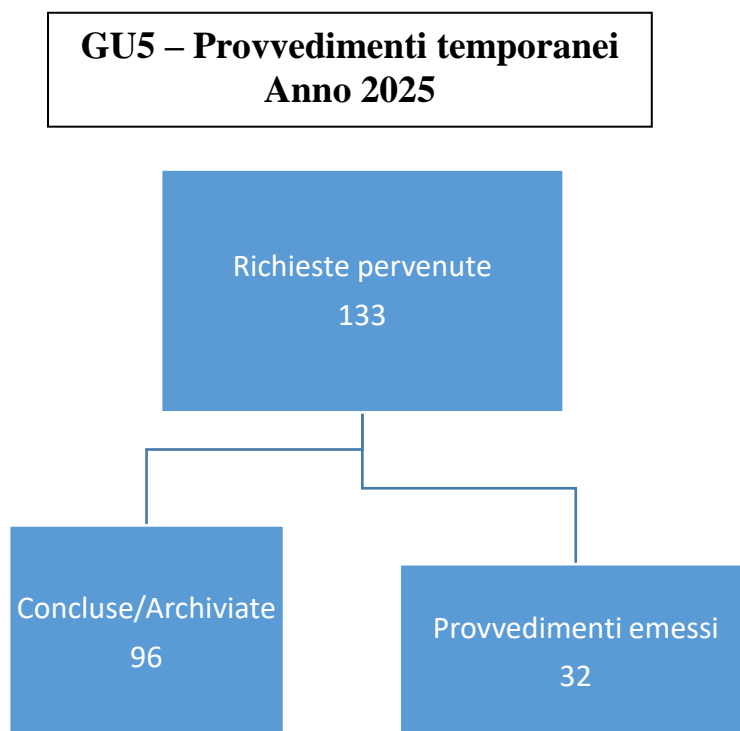 GU5 – Provvedimenti temporanei
Anno 2025
Richieste pervenute
133
Concluse/Archiviate
96
Provvedimenti emessi
32